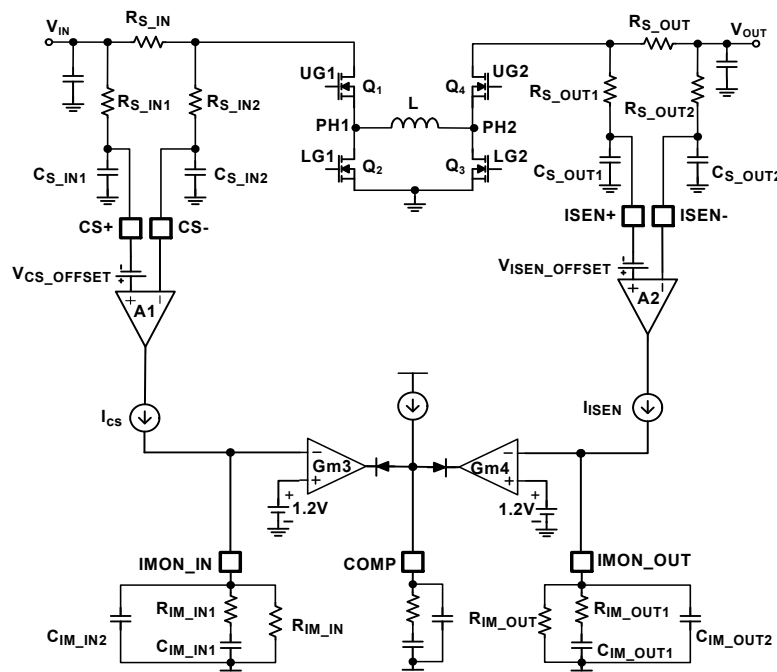 R_S_IN
V_IN
R_S_OUT
V_OUT
UG1
Q1
UG2
Q4
R_S_IN1
R_S_IN2
L
R_S_OUT1
R_S_OUT2
PH1
PH2
C_S_IN1
C_S_IN2
LG1
Q2
LG2
Q3
C_S_OUT1
C_S_OUT2
CS+
CS-
ISEN+
ISEN-
V_CS_OFFSET
- +
+ −
A1
V_ISEN_OFFSET
- +
+ −
A2
I_CS
I_ISEN
−
Gm3
+
−
Gm4
+
+
1.2V
−
+
1.2V
−
IMON_IN
COMP
IMON_OUT
R_IM_IN1
R_IM_IN
C_IM_IN2
C_IM_IN1
R_IM_OUT
R_IM_OUT1
C_IM_OUT1
C_IM_OUT2